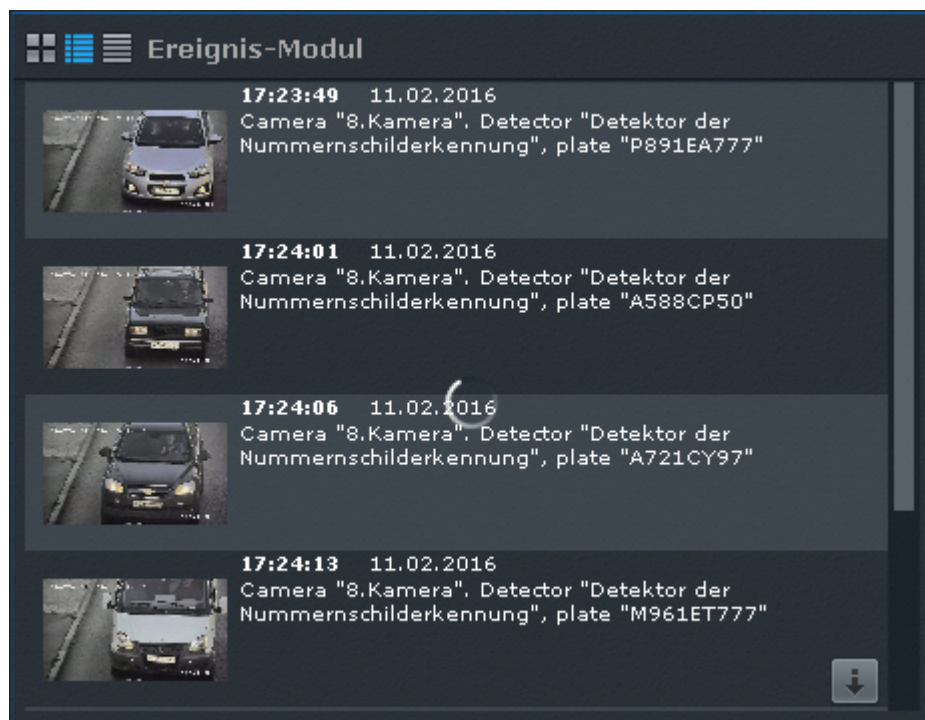 Ereignis-Modul
17:23:49 11.02.2016
Camera "8.Kamera". Detector "Detektor der
Nummernschilderkennung", plate "P891EA777"
17:24:01 11.02.2016
Camera "8.Kamera". Detector "Detektor der
Nummernschilderkennung", plate "A588CP50"
17:24:06 11.02.2016
Camera "8.Kamera". Detector "Detektor der
Nummernschilderkennung", plate "A721CY97"
17:24:13 11.02.2016
Camera "8.Kamera". Detector "Detektor der
Nummernschilderkennung", plate "M961ET777"